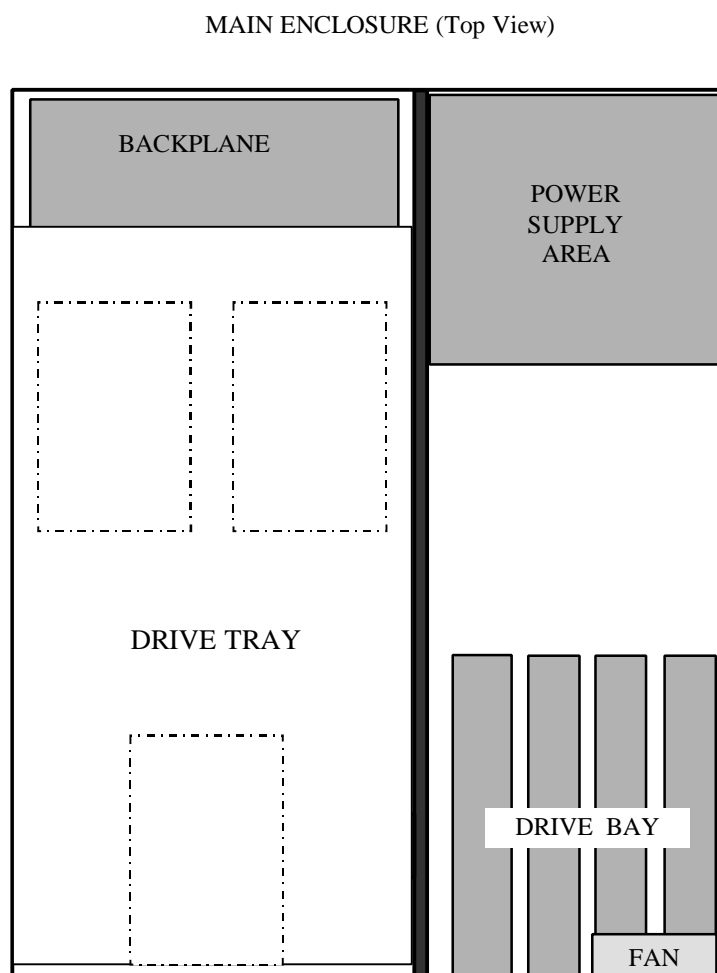 MAIN ENCLOSURE (Top View)
BACKPLANE
POWER
SUPPLY
AREA
DRIVE TRAY
DRIVE BAY
FAN